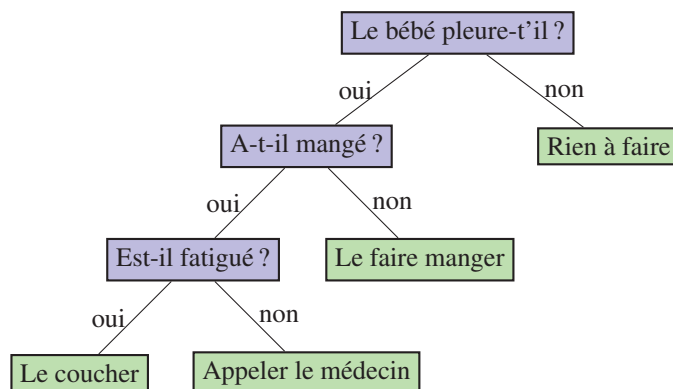 Le bébé pleure-t'il ?
oui
non
A-t-il mangé ?
Rien à faire
oui
non
Est-il fatigué ?
Le faire manger
oui
non
Le coucher
Appeler le médecin